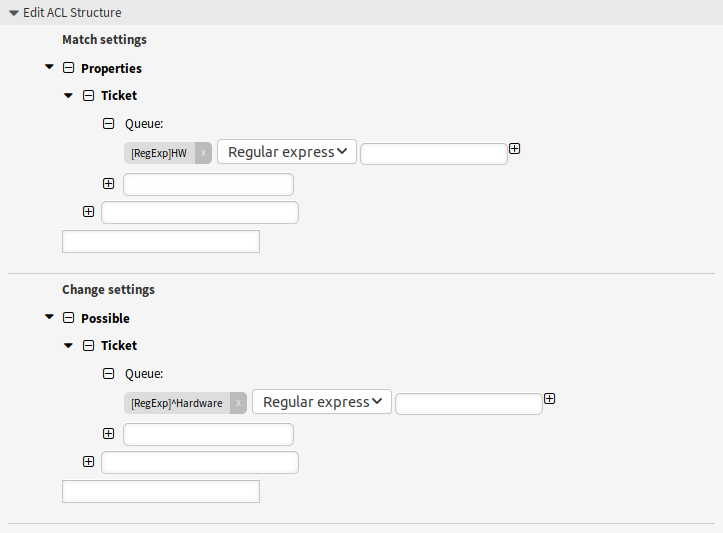 Edit ACL Structure
Match settings
Properties
Ticket
Queue:
[RegExp]HW x Regular express
Change settings
Possible
Ticket
Queue:
[RegExp]^Hardware x Regular express